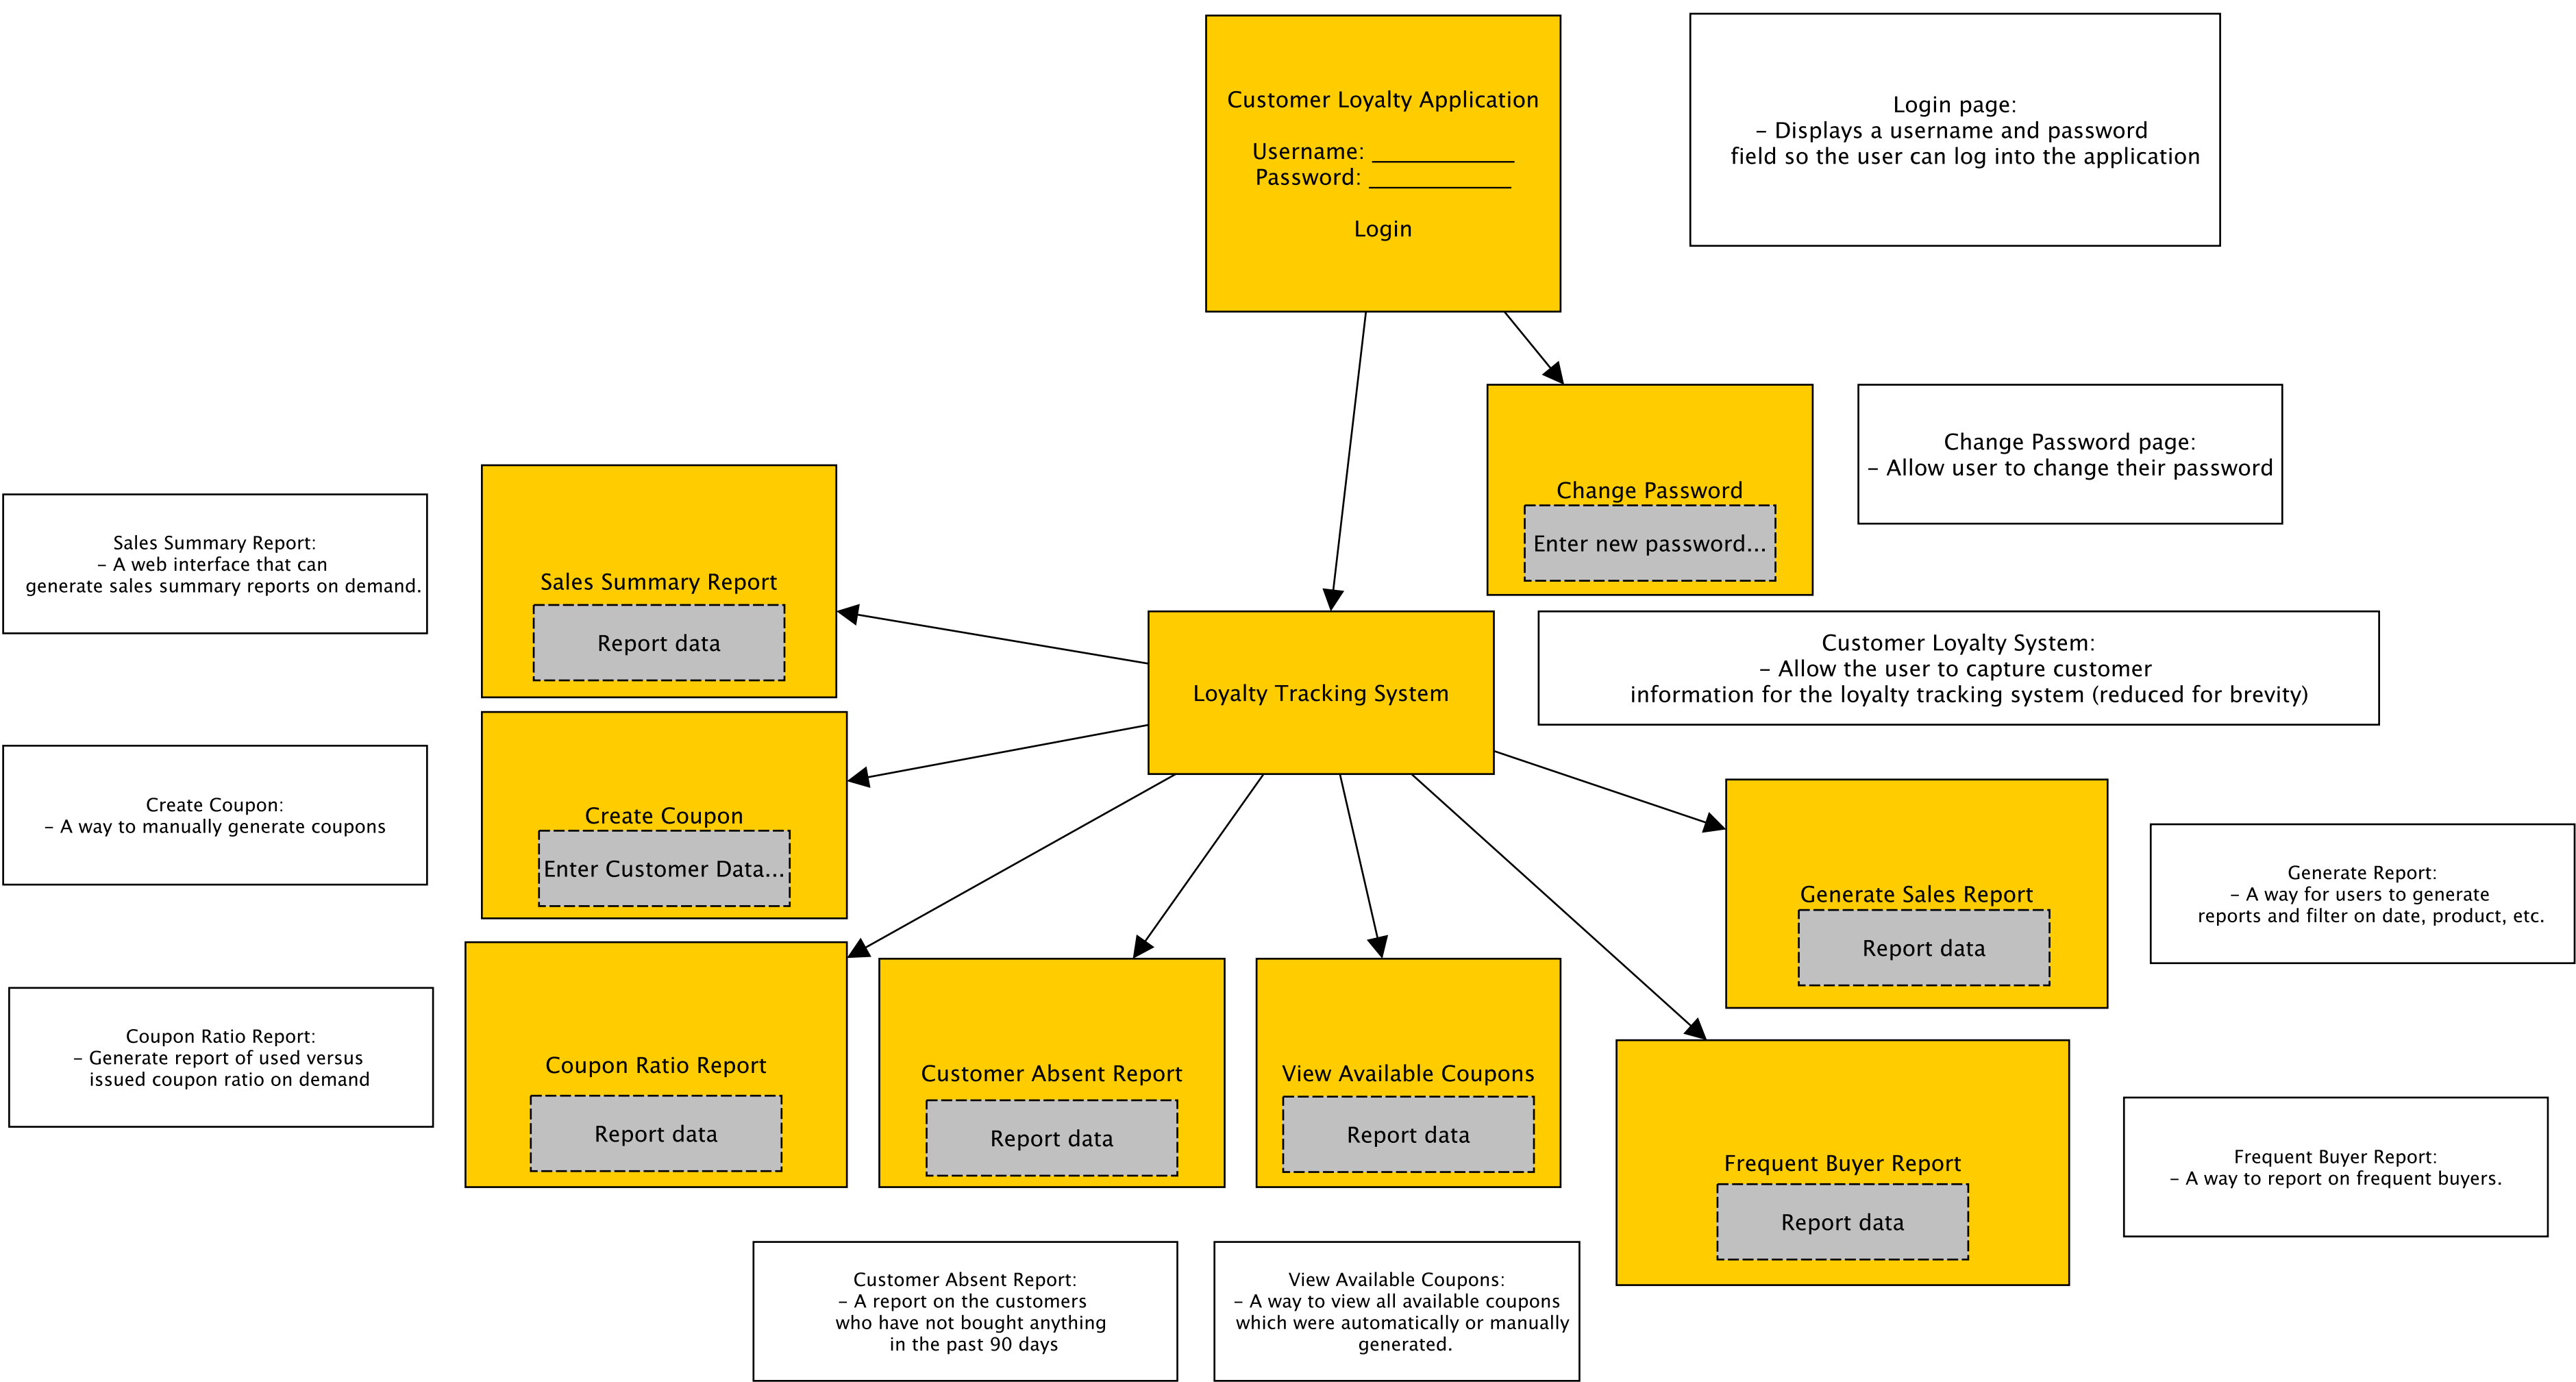 Customer Loyalty Application
Username: ____________
Password: ____________
Login
Login page:
– Displays a username and password
field so the user can log into the application
Change Password
Enter new password...
Change Password page:
– Allow user to change their password
Sales Summary Report:
– A web interface that can
generate sales summary reports on demand.
Sales Summary Report
Report data
Loyalty Tracking System
Customer Loyalty System:
– Allow the user to capture customer
information for the loyalty tracking system (reduced for brevity)
Create Coupon:
– A way to manually generate coupons
Create Coupon
Enter Customer Data...
Generate Sales Report
Report data
Generate Report:
– A way for users to generate
reports and filter on date, product, etc.
Coupon Ratio Report:
– Generate report of used versus
issued coupon ratio on demand
Coupon Ratio Report
Report data
Customer Absent Report
Report data
View Available Coupons
Report data
Frequent Buyer Report
Report data
Frequent Buyer Report:
– A way to report on frequent buyers.
Customer Absent Report:
– A report on the customers
who have not bought anything
in the past 90 days
View Available Coupons:
– A way to view all available coupons
which were automatically or manually
generated.